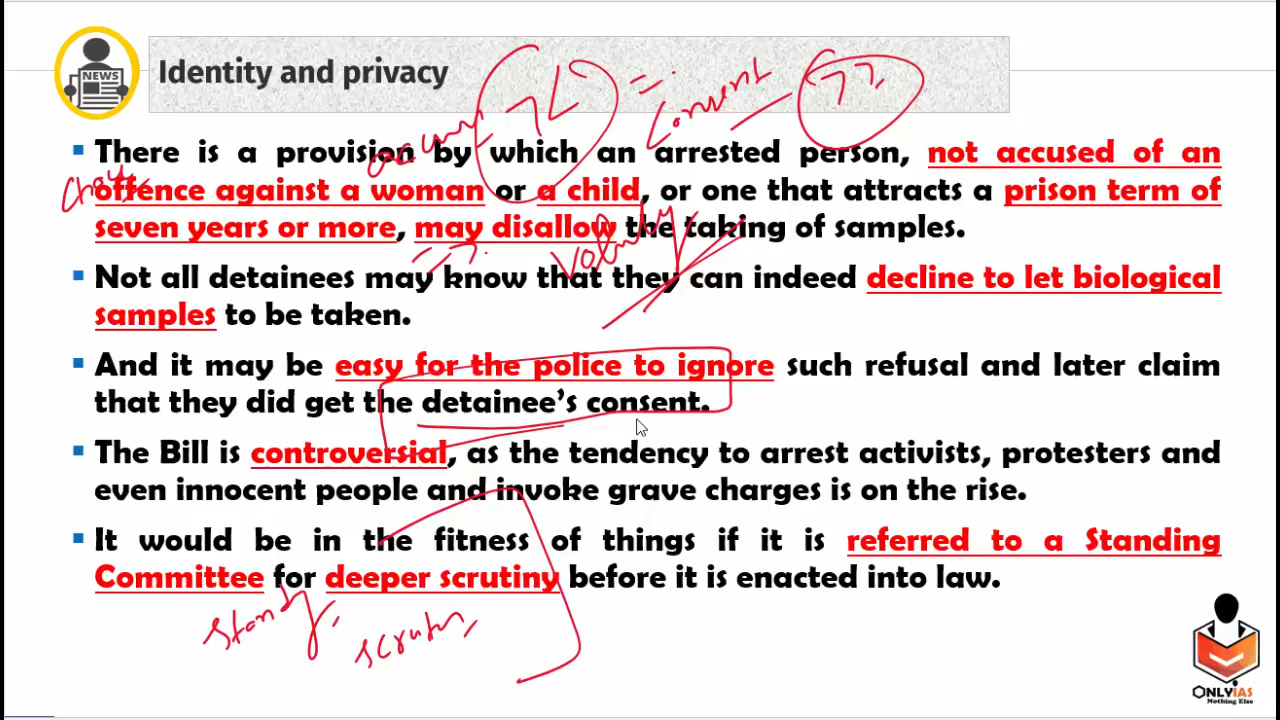 NEWS
Identity and privacy
Consent
There is a provision by which an arrested person, not accused of an
offence against a woman or a child, or one that attracts a prison term of
seven years or more, may disallow the taking of samples.
Not all detainees may know that they can indeed decline to let biological
samples to be taken.
And it may be easy for the police to ignore such refusal and later claim
that they did get the detainee's consent.
The Bill is controversial, as the tendency to arrest activists, protesters and
even innocent people and invoke grave charges is on the rise.
It would be in the fitness of things if it is referred to a Standing
Committee for deeper scrutiny before it is enacted into law.
ONLYIAS
Nothing Else